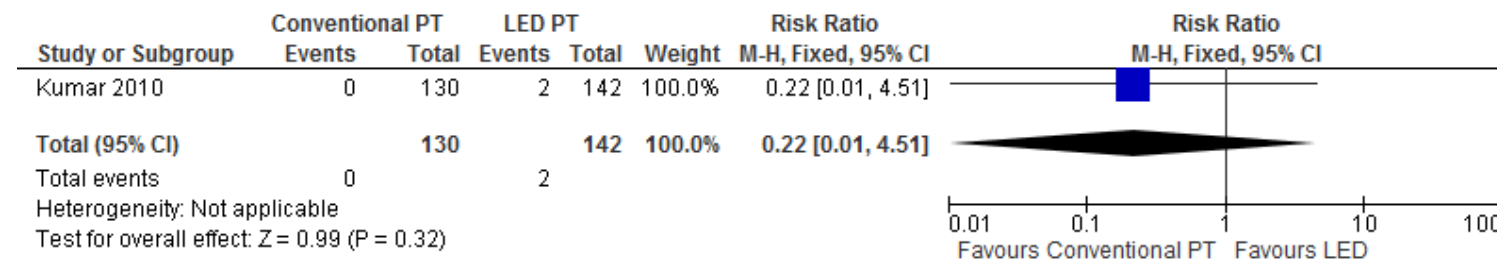 Conventional PT LED PT Risk Ratio Risk Ratio
Study or Subgroup Events Total Events Total Weight M-H, Fixed, 95% CI M-H, Fixed, 95% CI
Kumar 2010 0 130 2 142 100.0% 0.22 [0.01, 4.51]
Total (95% CI) 130 142 100.0% 0.22 [0.01, 4.51]
Total events 0 2
Heterogeneity: Not applicable
Test for overall effect: Z = 0.99 (P = 0.32)
0.01 0.1 1 10 100
Favours Conventional PT Favours LED